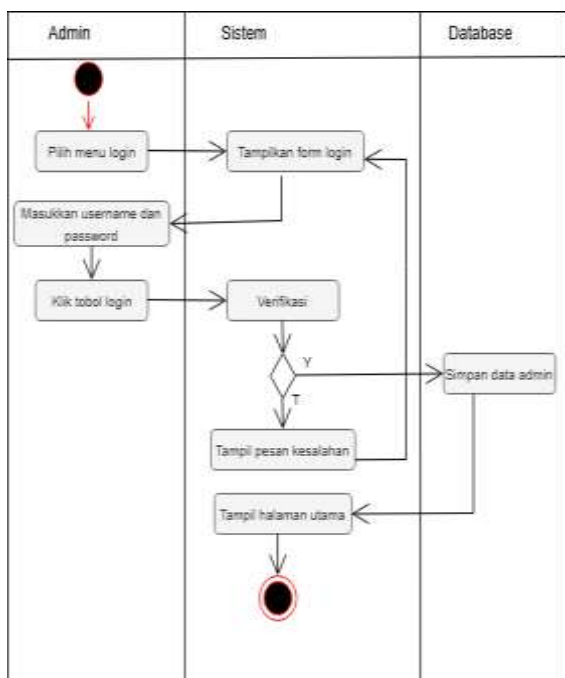 Admin
Sistem
Database
Pilih menu login
Tampilkan form login
Masukkan username dan
password
Klik tobol login
Verifikasi
Y
Simpan data admin
T
Tampil pesan kesalahan
Tampil halaman utama